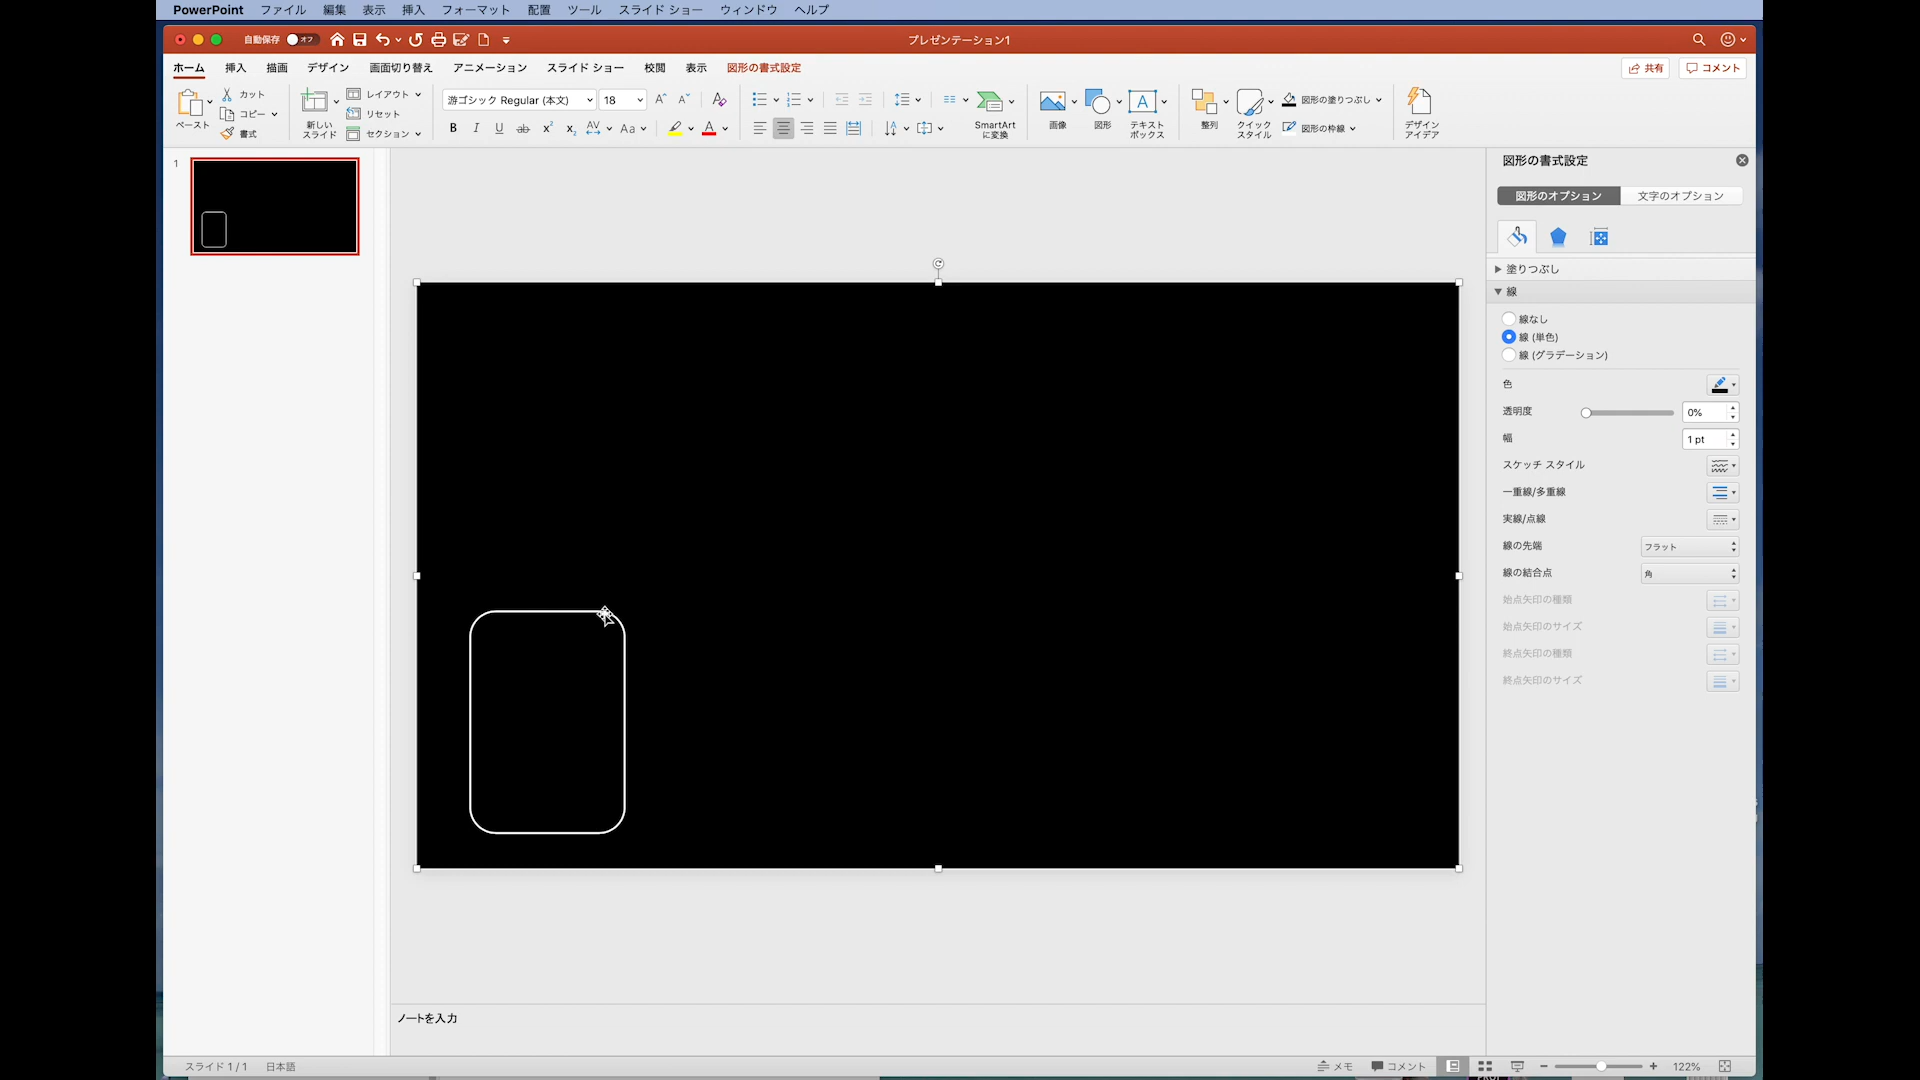 PowerPoint ファイル 編集 表示 挿入 フォーマット 配置 ツール スライド ショー ウィンドウ ヘルプ
自動保存 オフ プレゼンテーション1
ホーム 挿入 描画 デザイン 画面切り替え アニメーション スライド ショー 校閲 表示 図形の書式設定 共有 コメント
ペースト カット コピー 書式
新しい スライド レイアウト リセット セクション
游ゴシック Regular (本文) 18
SmartArt に変換
画像 図形 テキスト ボックス
整列 クイック スタイル 図形の塗りつぶし 図形の枠線
デザイン アイデア
1
図形の書式設定
図形のオプション 文字のオプション
塗りつぶし
線
線なし
線 (単色)
線 (グラデーション)
色
透明度 0%
幅 1 pt
スケッチ スタイル
一重線/多重線
実線/点線
線の先端 フラット
線の結合点 角
始点矢印の種類
始点矢印のサイズ
終点矢印の種類
終点矢印のサイズ
ノートを入力
スライド 1 / 1 日本語 メモ コメント 122%